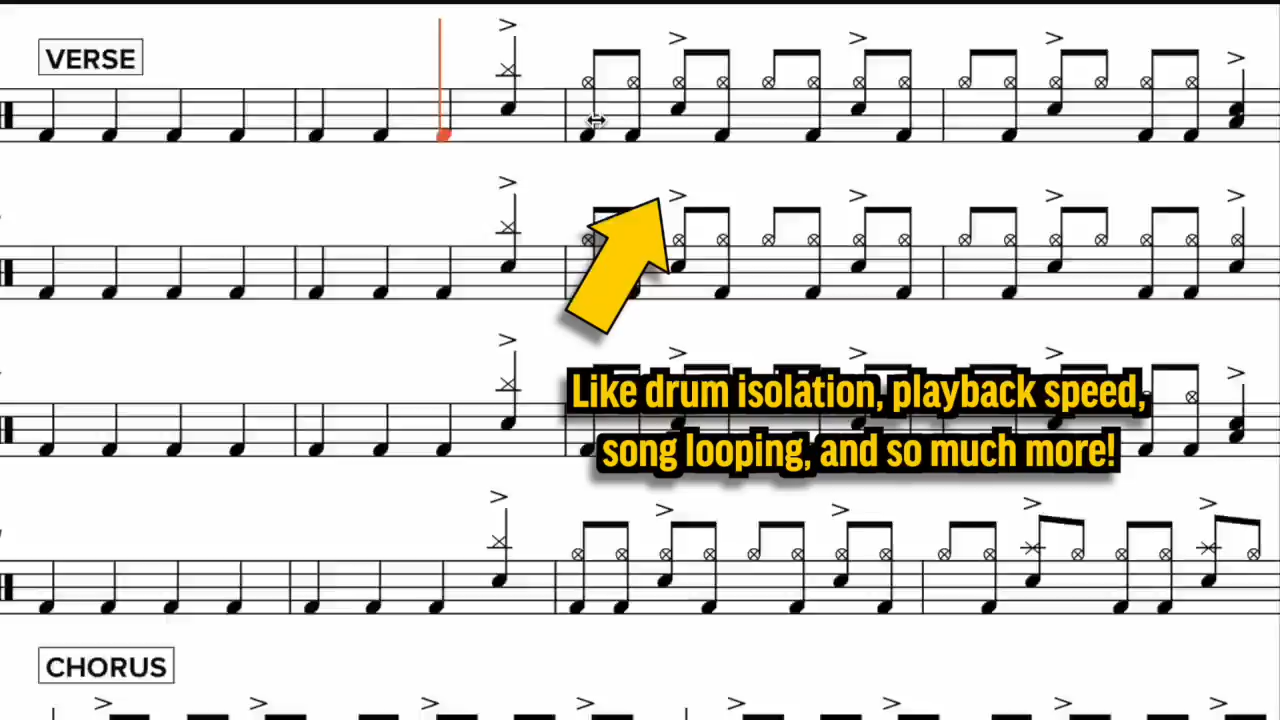 VERSE
Like drum isolation, playback speed,
song looping, and so much more!
CHORUS